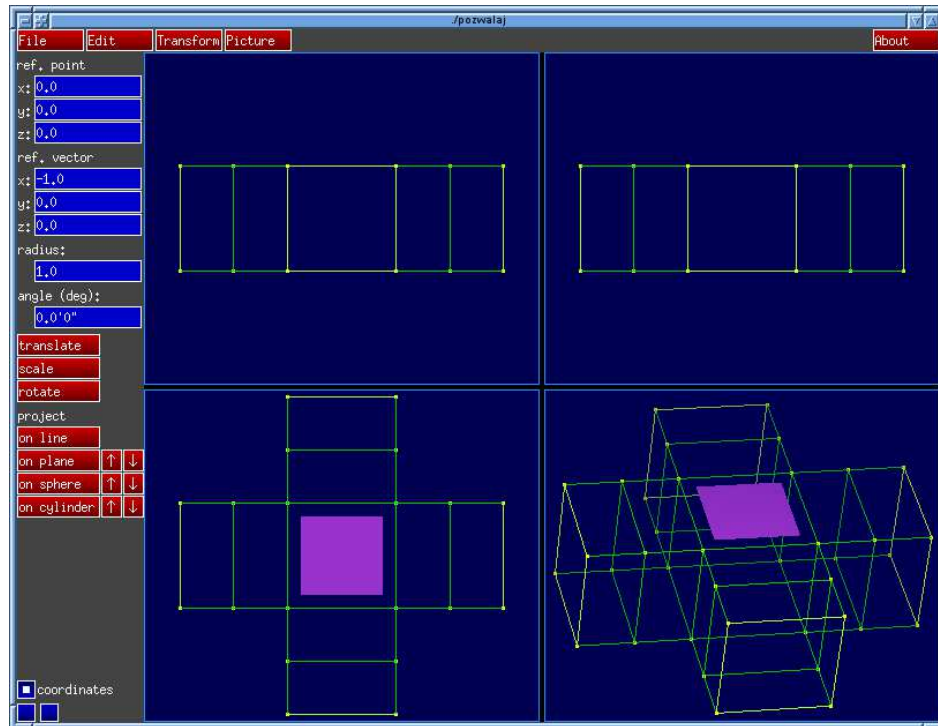 ./pozwalaj
File Edit Transform Picture About
ref. point
x: 0.0
y: 0.0
z: 0.0
ref. vector
x: -1.0
y: 0.0
z: 0.0
radius:
1.0
angle (deg):
0.0'0"
translate
scale
rotate
project
on line
on plane ↑ ↓
on sphere ↑ ↓
on cylinder ↑ ↓
coordinates